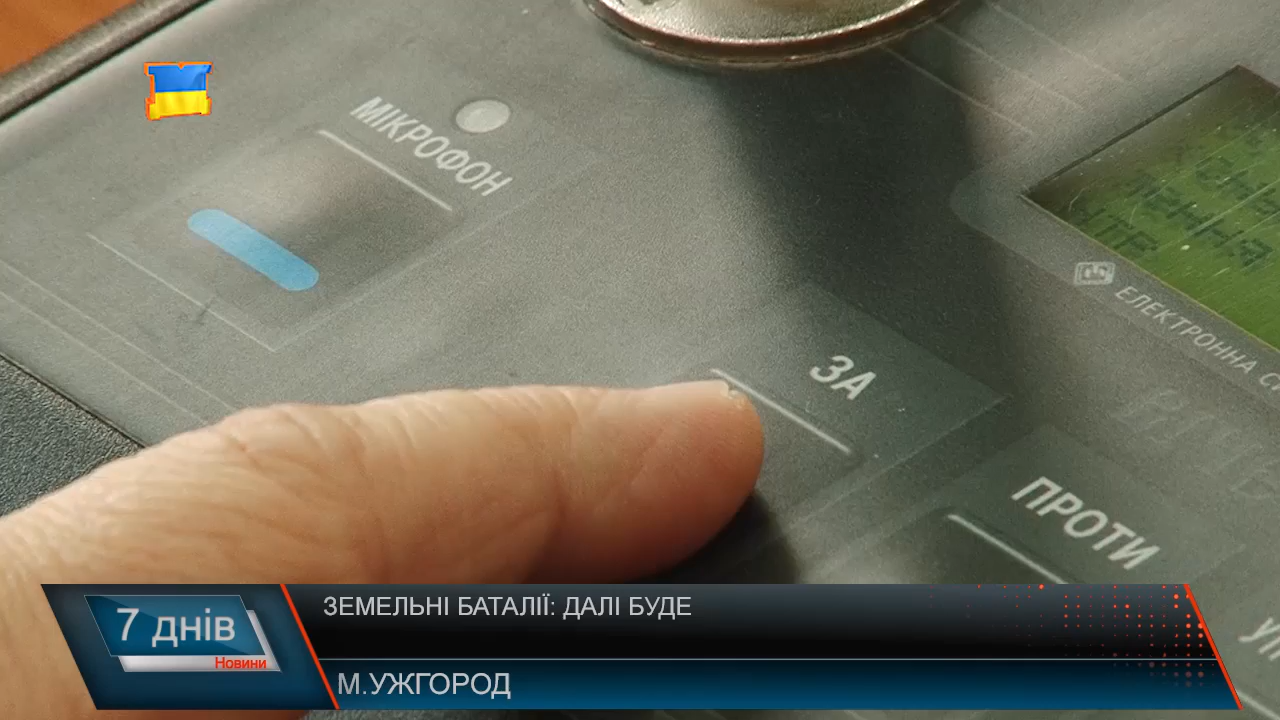 МІКРОФОН
ЗА
ЕЛЕКТРОННА
ПРОТИ
7 днів
Новини
ЗЕМЕЛЬНІ БАТАЛІЇ: ДАЛІ БУДЕ
М.УЖГОРОД